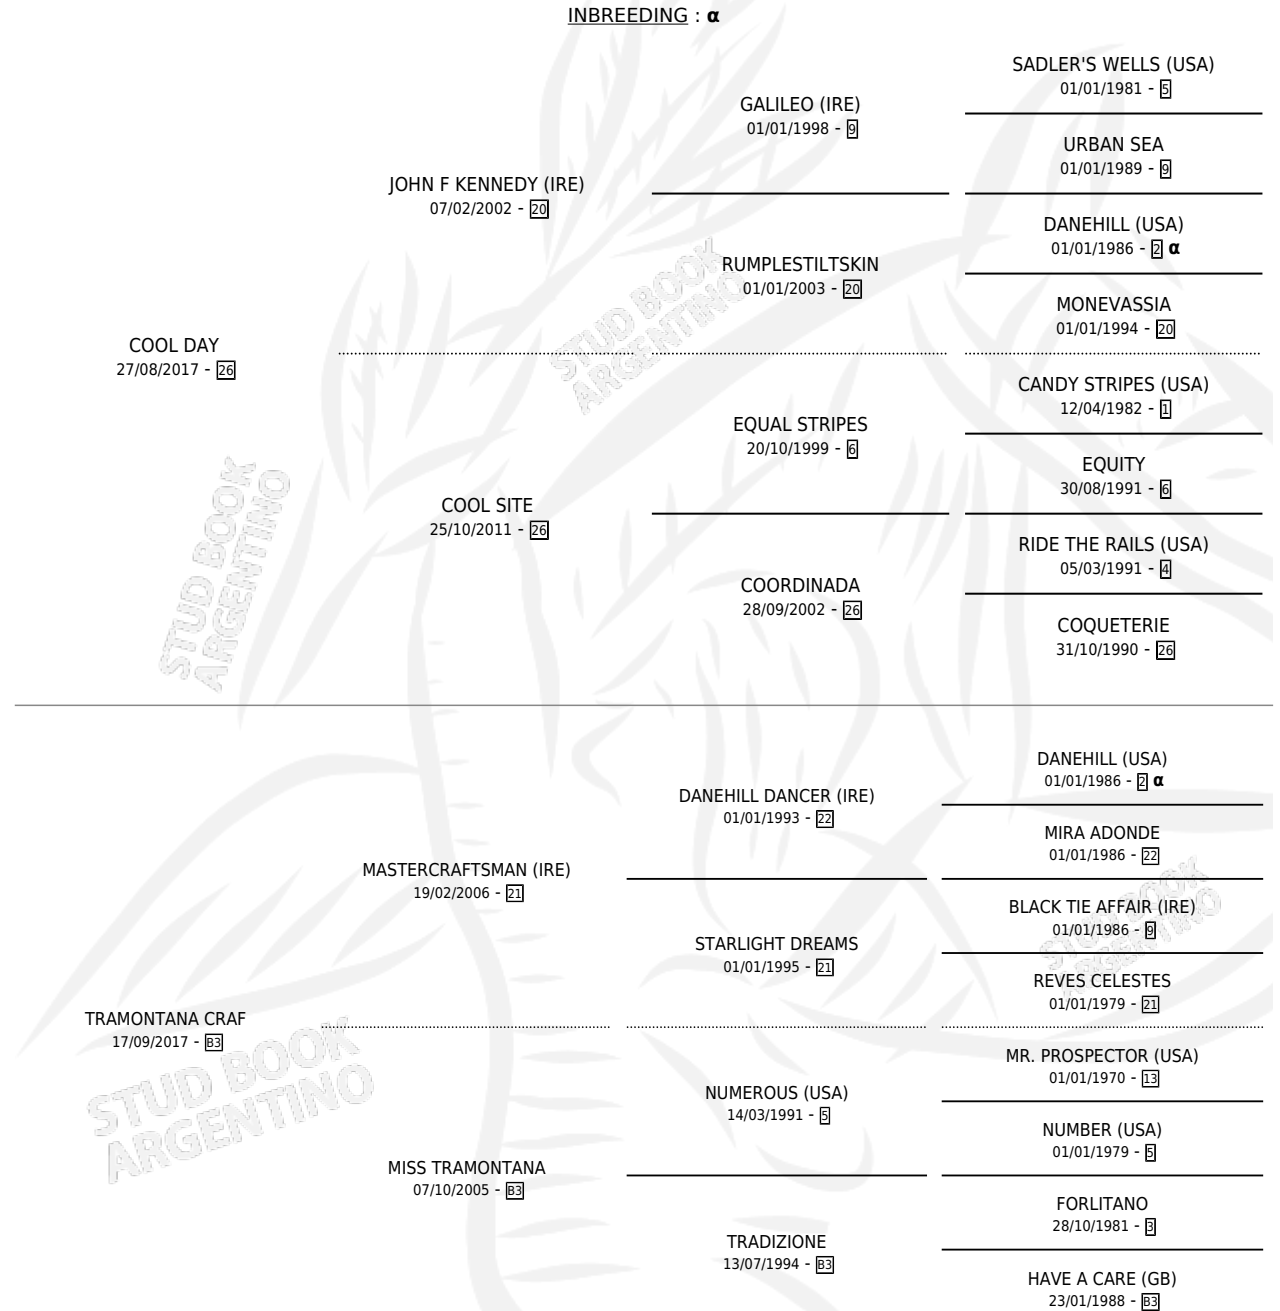 INBREEDING : α
SADLER'S WELLS (USA)
01/01/1981 - 5
GALILEO (IRE)
01/01/1998 - 9
URBAN SEA
01/01/1989 - 9
JOHN F KENNEDY (IRE)
07/02/2002 - 20
DANEHILL (USA)
01/01/1986 - 2 α
RUMPLESTILTSKIN
01/01/2003 - 20
MONEVASSIA
01/01/1994 - 20
COOL DAY
27/08/2017 - 26
CANDY STRIPES (USA)
12/04/1982 - 1
EQUAL STRIPES
20/10/1999 - 6
EQUITY
30/08/1991 - 6
COOL SITE
25/10/2011 - 26
RIDE THE RAILS (USA)
05/03/1991 - 4
COORDINADA
28/09/2002 - 26
COQUETERIE
31/10/1990 - 26
DANEHILL (USA)
01/01/1986 - 2 α
DANEHILL DANCER (IRE)
01/01/1993 - 22
MIRA ADONDE
01/01/1986 - 22
MASTERCRAFTSMAN (IRE)
19/02/2006 - 21
BLACK TIE AFFAIR (IRE)
01/01/1986 - 9
STARLIGHT DREAMS
01/01/1995 - 21
REVES CELESTES
01/01/1979 - 21
TRAMONTANA CRAF
17/09/2017 - B3
MR. PROSPECTOR (USA)
01/01/1970 - 13
NUMEROUS (USA)
14/03/1991 - 5
NUMBER (USA)
01/01/1979 - 5
MISS TRAMONTANA
07/10/2005 - B3
FORLITANO
28/10/1981 - 3
TRADIZIONE
13/07/1994 - B3
HAVE A CARE (GB)
23/01/1988 - B3
STUD BOOK
ARGENTINO
STUD BOOK
ARGENTINO
STUD BOOK
ARGENTINO
STUD BOOK
ARGENTINO